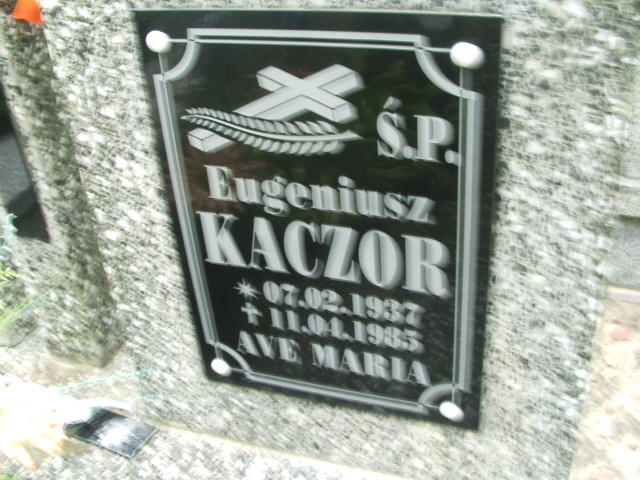 Ś.P.
Eugeniusz
KACZOR
* 07.02.1937
† 11.04.1985
AVE MARIA